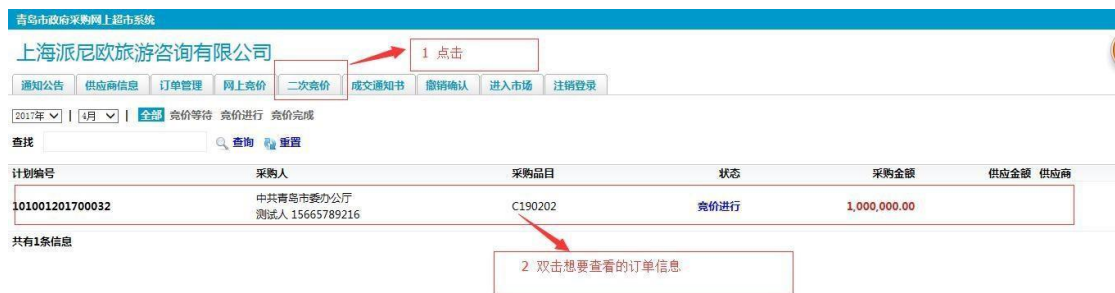 青岛市政府采购网上超市系统
上海派尼欧旅游咨询有限公司
1 点击
通知公告 供应商信息 订单管理 网上竞价 二次竞价 成交通知书 撤销确认 进入市场 注销登录
2017年 | 4月 | 全部 竞价等待 竞价进行 竞价完成
查找 查询 重置
计划编号 采购人 采购品目 状态 采购金额 供应金额 供应商
101001201700032 中共青岛市委办公厅 C190202 竞价进行 1,000,000.00
测试人 15665789216
共有1条信息
2 双击想要查看的订单信息